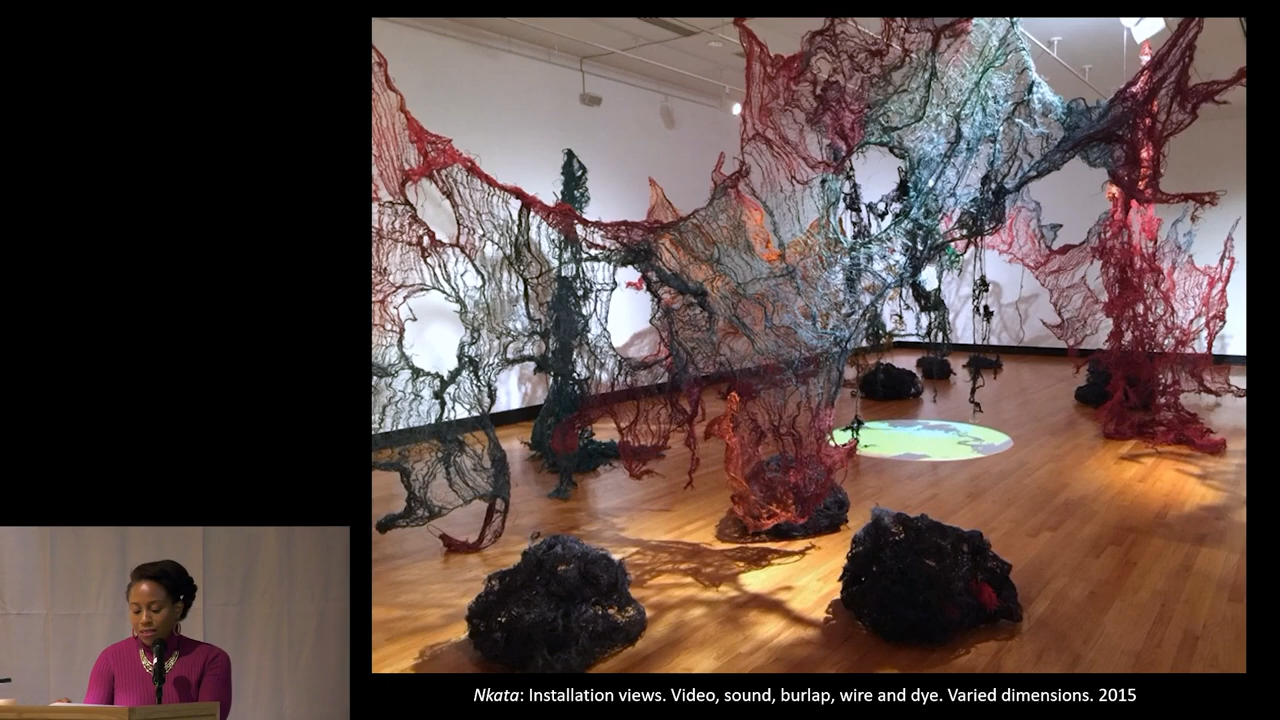 Nkata: Installation views. Video, sound, burlap, wire and dye. Varied dimensions. 2015